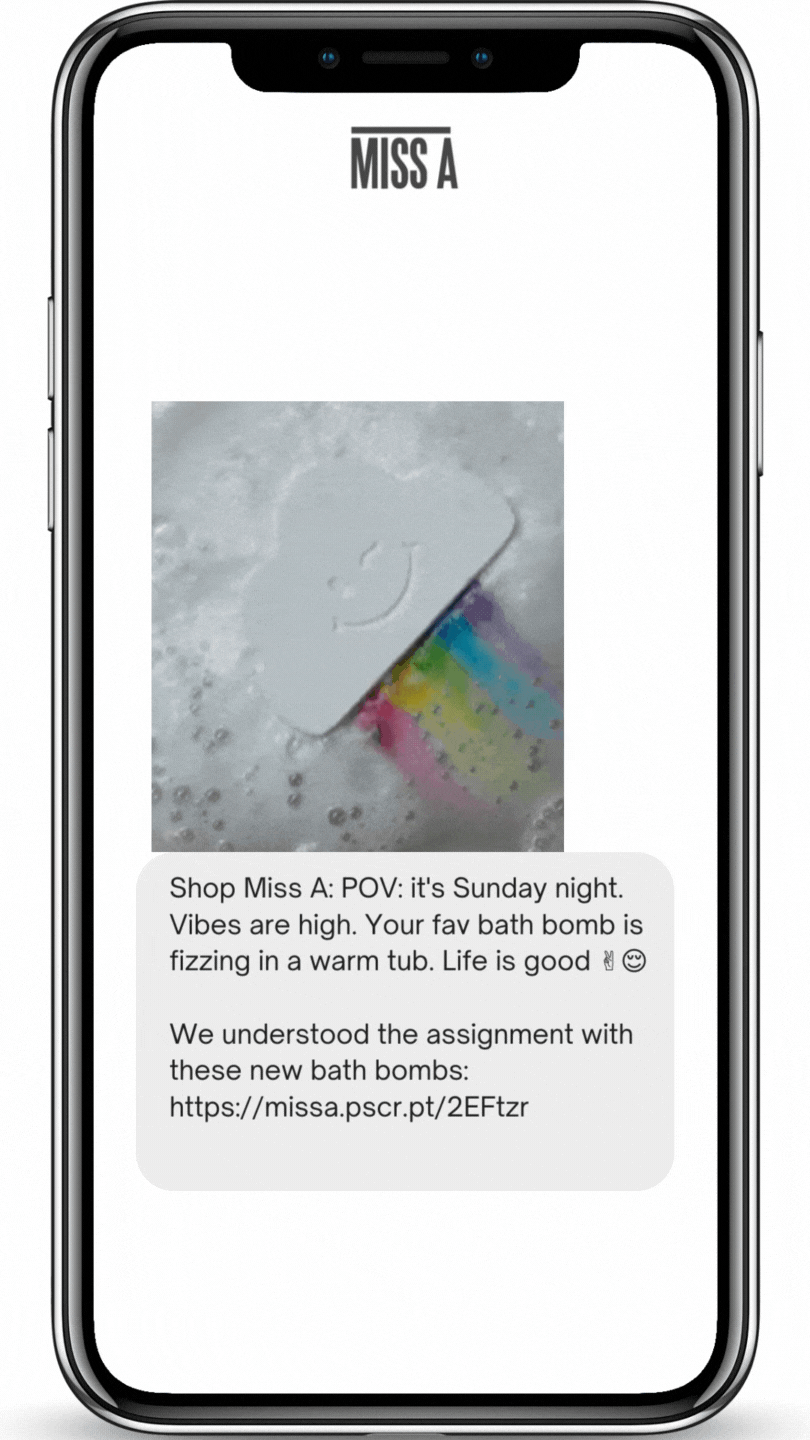 MISS A
Shop Miss A: POV: it's Sunday night.
Vibes are high. Your fav bath bomb is
fizzing in a warm tub. Life is good ✌😌
We understood the assignment with
these new bath bombs:
https://missa.pscr.pt/2EFtzr